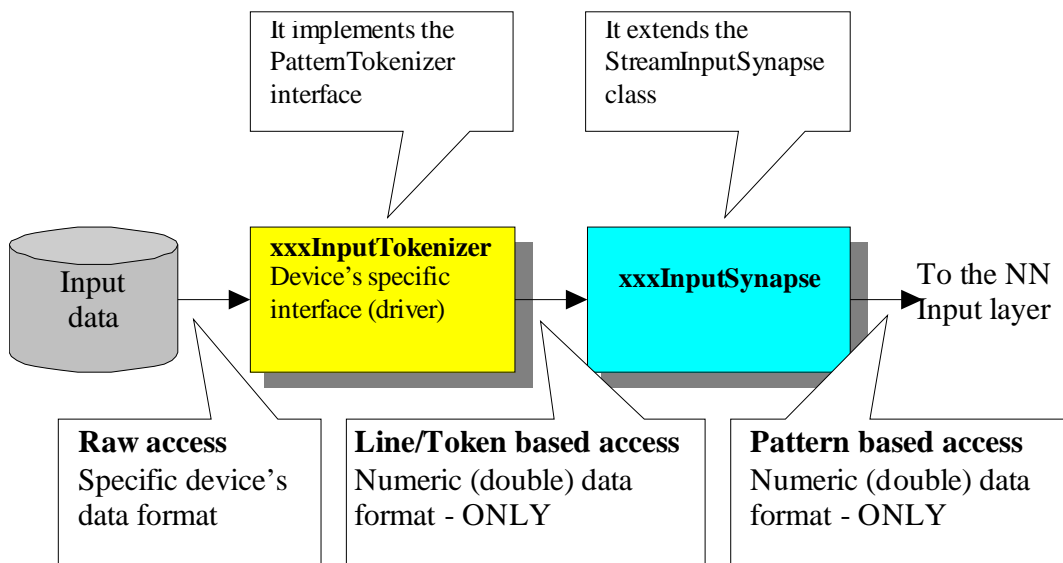 It implements the
PatternTokenizer
interface
It extends the
StreamInputSynapse
class
Input
data
xxxInputTokenizer
Device's specific
interface (driver)
xxxInputSynapse
To the NN
Input layer
Raw access
Specific device's
data format
Line/Token based access
Numeric (double) data
format - ONLY
Pattern based access
Numeric (double) data
format - ONLY